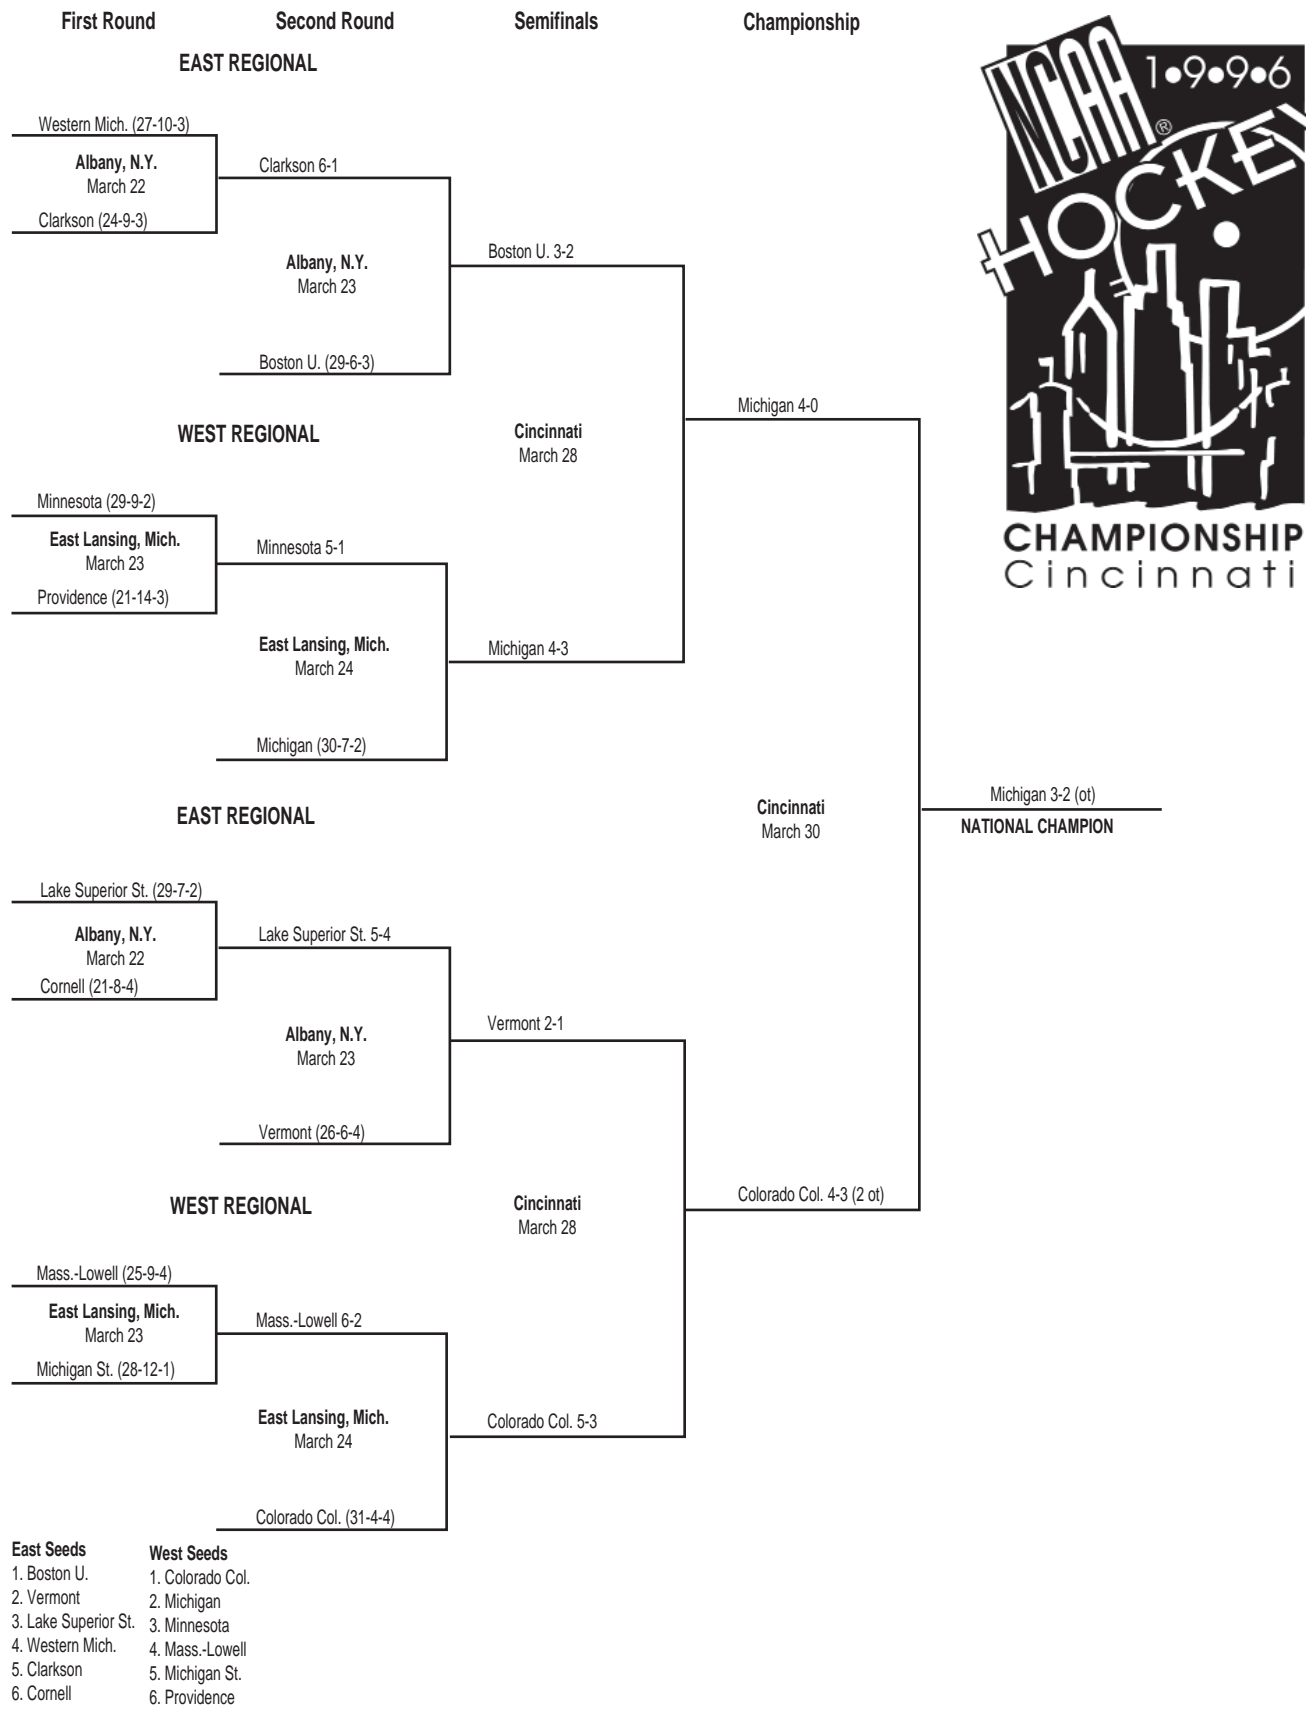 First Round Second Round Semifinals Championship
EAST REGIONAL
Western Mich. (27-10-3)
Albany, N.Y.
March 22
Clarkson (24-9-3)
Clarkson 6-1
Albany, N.Y.
March 23
Boston U. (29-6-3)
Boston U. 3-2
WEST REGIONAL
Minnesota (29-9-2)
East Lansing, Mich.
March 23
Providence (21-14-3)
Minnesota 5-1
East Lansing, Mich.
March 24
Michigan (30-7-2)
Michigan 4-3
Cincinnati
March 28
Michigan 4-0
EAST REGIONAL
Lake Superior St. (29-7-2)
Albany, N.Y.
March 22
Cornell (21-8-4)
Lake Superior St. 5-4
Albany, N.Y.
March 23
Vermont (26-6-4)
Vermont 2-1
WEST REGIONAL
Mass.-Lowell (25-9-4)
East Lansing, Mich.
March 23
Michigan St. (28-12-1)
Mass.-Lowell 6-2
East Lansing, Mich.
March 24
Colorado Col. (31-4-4)
Colorado Col. 5-3
Cincinnati
March 28
Colorado Col. 4-3 (2 ot)
Cincinnati
March 30
Michigan 3-2 (ot)
NATIONAL CHAMPION
NCAA ®
1•9•9•6
HOCKEY
CHAMPIONSHIP
Cincinnati
East Seeds
1. Boston U.
2. Vermont
3. Lake Superior St.
4. Western Mich.
5. Clarkson
6. Cornell
West Seeds
1. Colorado Col.
2. Michigan
3. Minnesota
4. Mass.-Lowell
5. Michigan St.
6. Providence